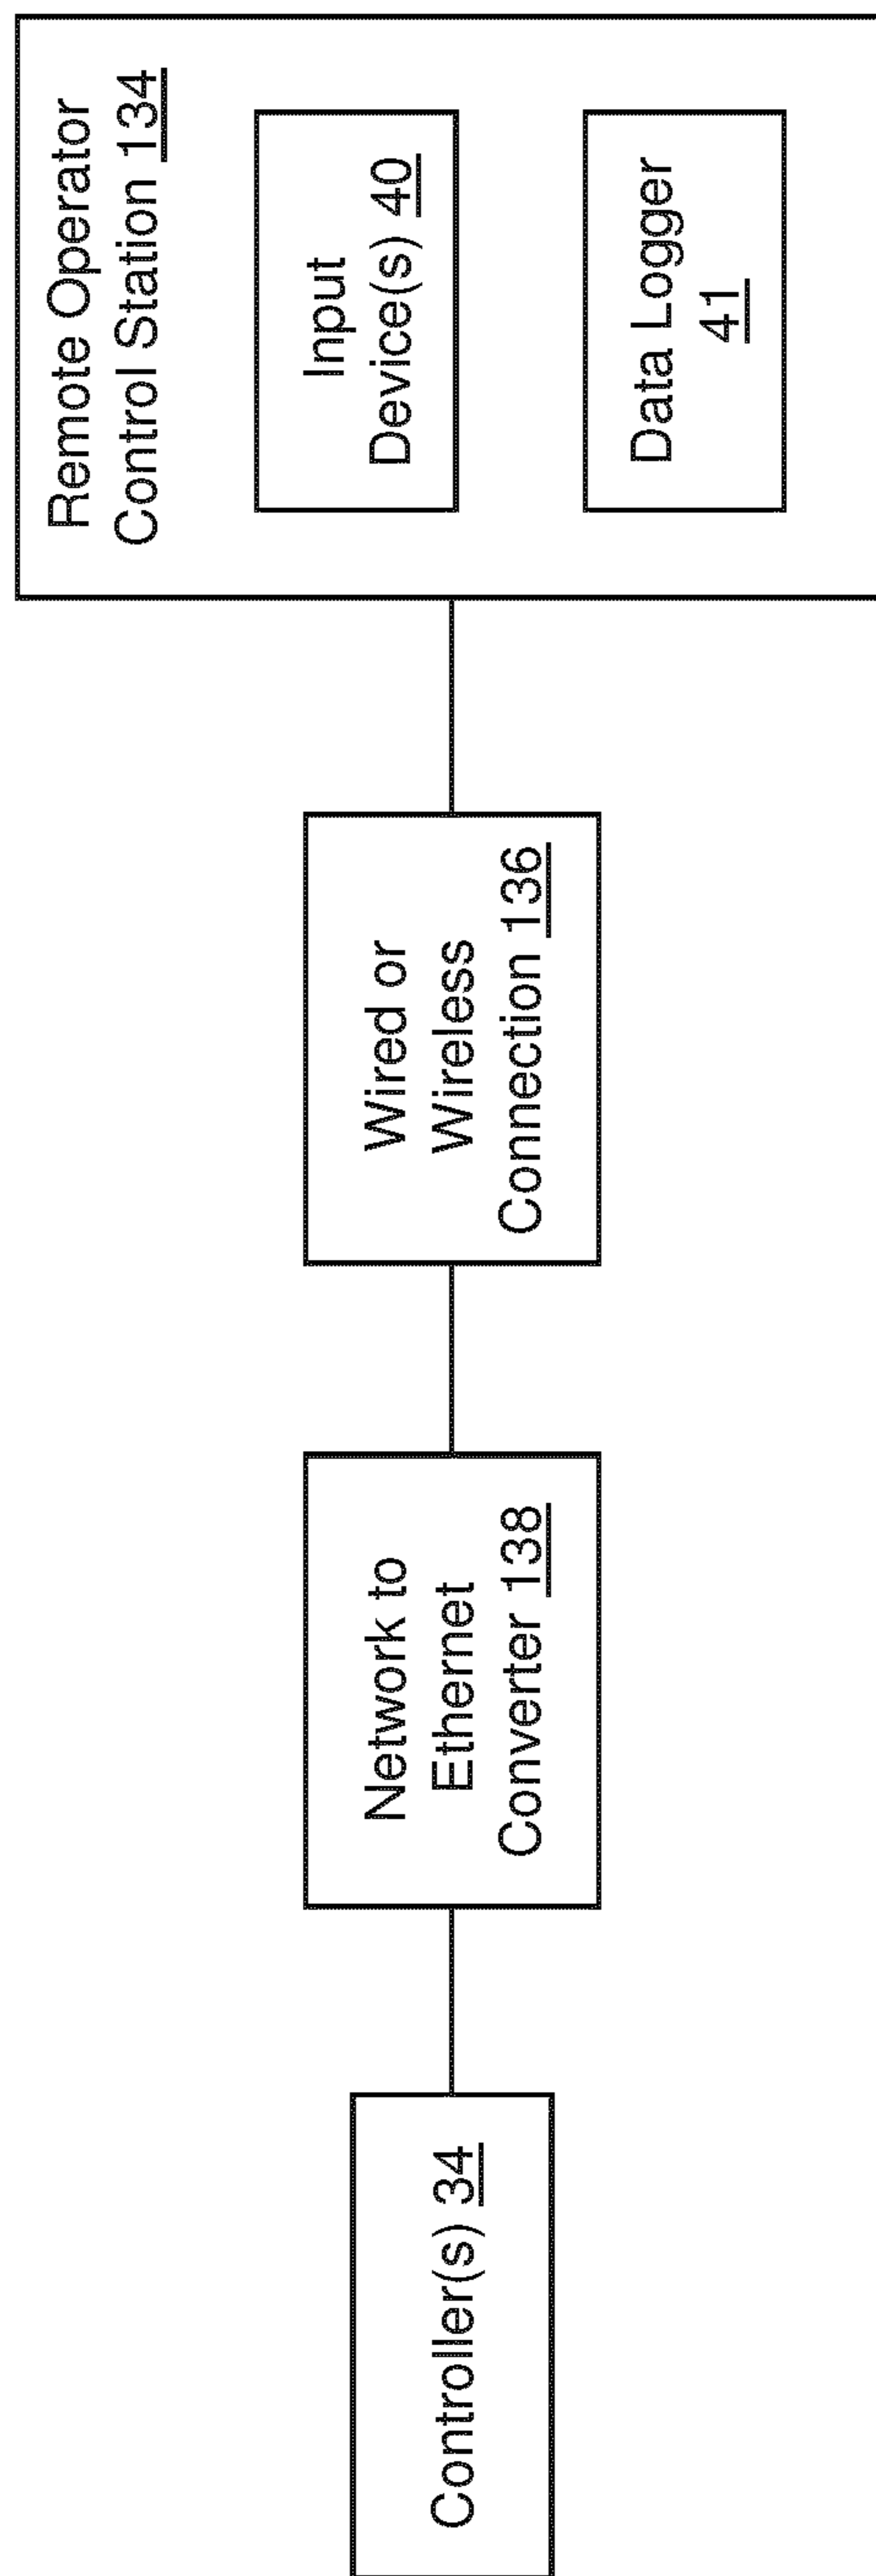 Remote Operator
Control Station 134
Input
Device(s) 40
Data Logger
41
Wired or
Wireless
Connection 136
Network to
Ethernet
Converter 138
Controller(s) 34